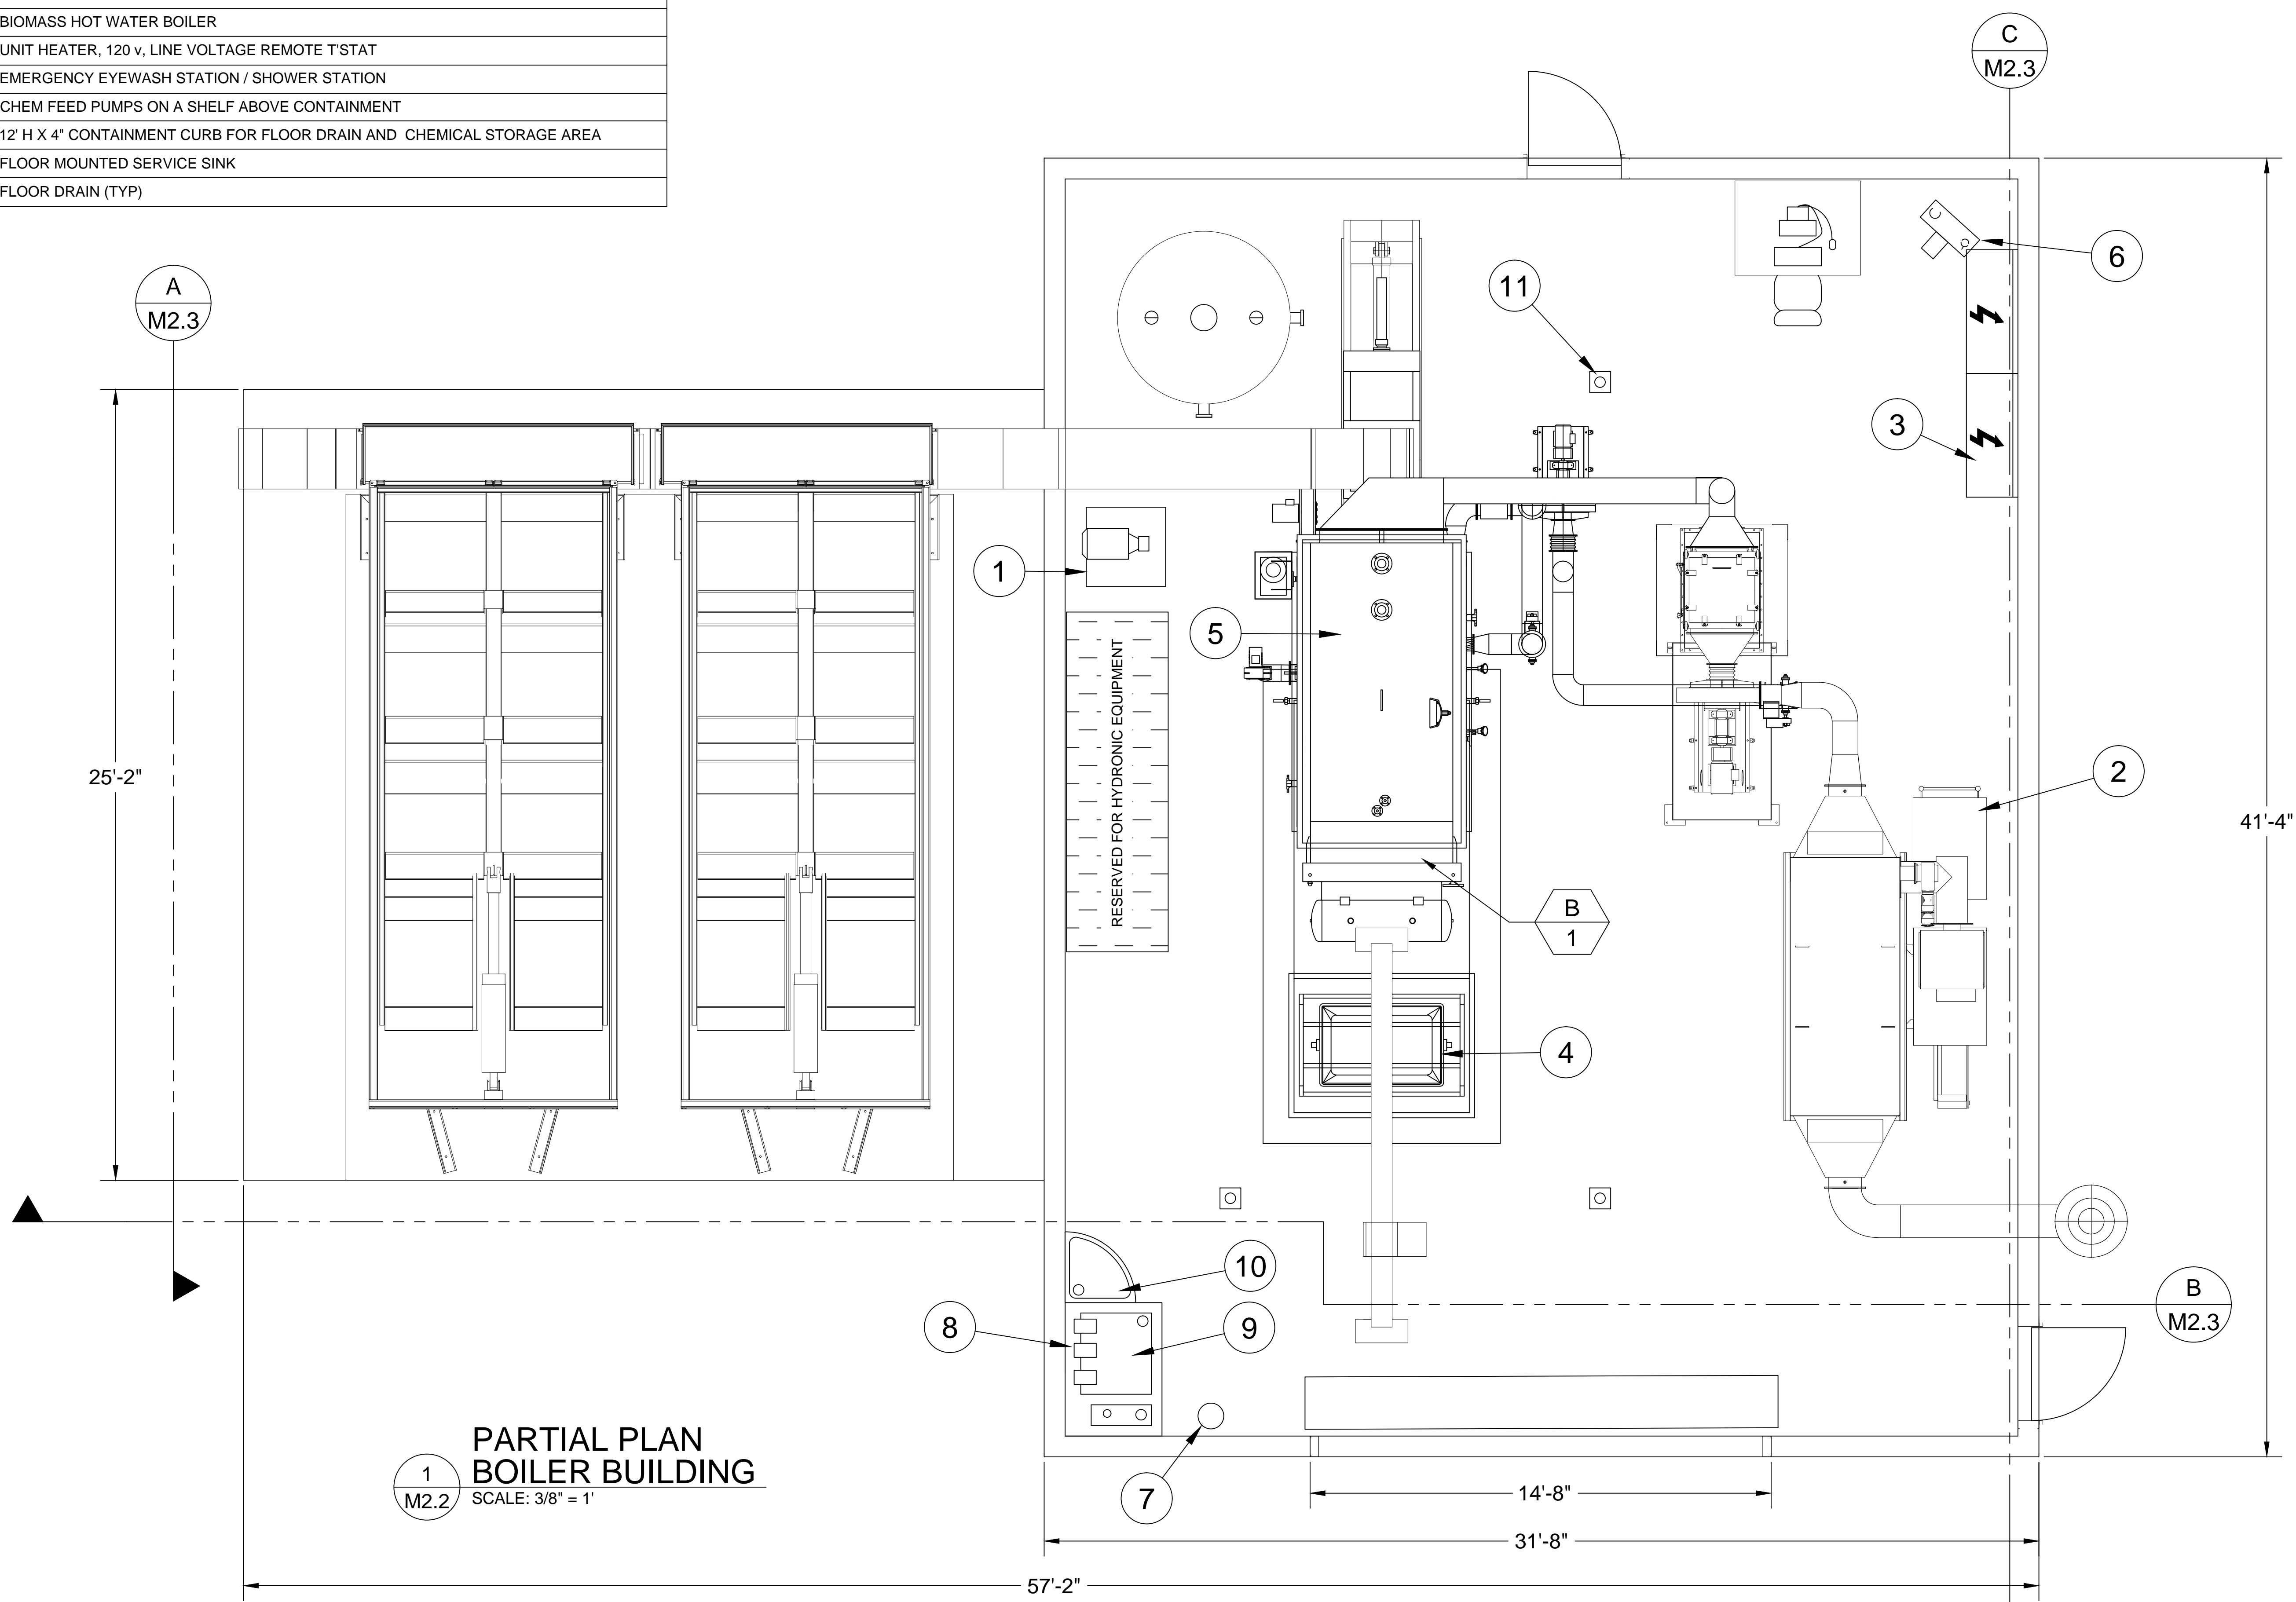 BIOMASS HOT WATER BOILER
UNIT HEATER, 120 v, LINE VOLTAGE REMOTE T'STAT
EMERGENCY EYEWASH STATION / SHOWER STATION
CHEM FEED PUMPS ON A SHELF ABOVE CONTAINMENT
12' H X 4" CONTAINMENT CURB FOR FLOOR DRAIN AND CHEMICAL STORAGE AREA
FLOOR MOUNTED SERVICE SINK
FLOOR DRAIN (TYP)
C
M2.3
A
M2.3
6
11
3
1
5
RESERVED FOR HYDRONIC EQUIPMENT
25'-2"
2
41'-4"
B
1
4
10
8
9
B
M2.3
7
PARTIAL PLAN
BOILER BUILDING
1
M2.2
SCALE: 3/8" = 1'
14'-8"
31'-8"
57'-2"